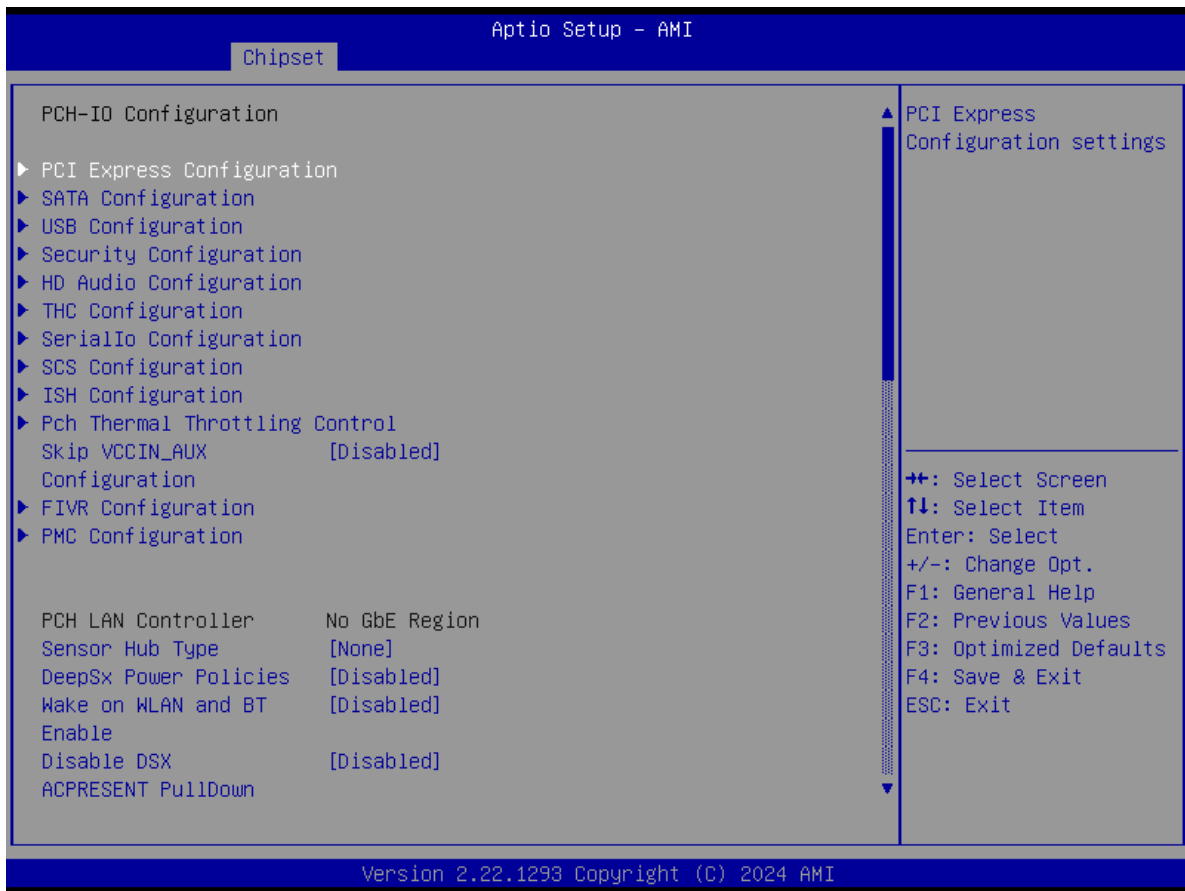 Aptio Setup – AMI
Chipset
PCH-IO Configuration
PCI Express Configuration
SATA Configuration
USB Configuration
Security Configuration
HD Audio Configuration
THC Configuration
SerialIo Configuration
SCS Configuration
ISH Configuration
Pch Thermal Throttling Control
Skip VCCIN_AUX [Disabled]
Configuration
FIVR Configuration
PMC Configuration
PCH LAN Controller No GbE Region
Sensor Hub Type [None]
DeepSx Power Policies [Disabled]
Wake on WLAN and BT [Disabled]
Enable
Disable DSX [Disabled]
ACPRESENT PullDown
PCI Express
Configuration settings
→←: Select Screen
↑↓: Select Item
Enter: Select
+/-: Change Opt.
F1: General Help
F2: Previous Values
F3: Optimized Defaults
F4: Save & Exit
ESC: Exit
Version 2.22.1293 Copyright (C) 2024 AMI